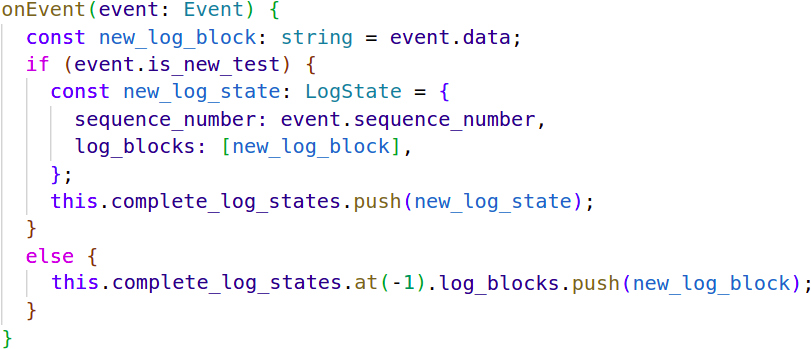 onEvent(event: Event) {
const new_log_block: string = event.data;
if (event.is_new_test) {
const new_log_state: LogState = {
sequence_number: event.sequence_number,
log_blocks: [new_log_block],
};
this.complete_log_states.push(new_log_state);
}
else {
this.complete_log_states.at(-1).log_blocks.push(new_log_block);
}
}